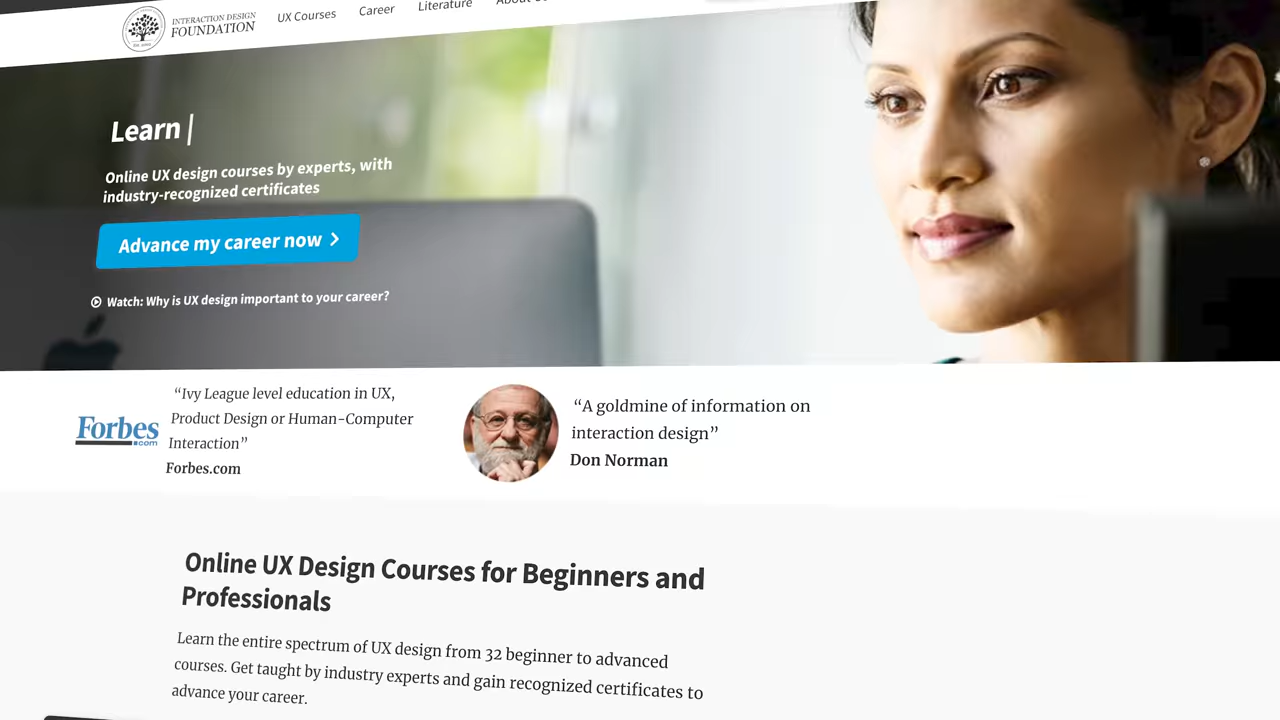 INTERACTION DESIGN
FOUNDATION
UX Courses
Career
Literature
Learn |
Online UX design courses by experts, with
industry-recognized certificates
Advance my career now
Watch: Why is UX design important to your career?
Forbes
.com
“Ivy League level education in UX,
Product Design or Human-Computer
Interaction”
Forbes.com
“A goldmine of information on
interaction design”
Don Norman
Online UX Design Courses for Beginners and
Professionals
Learn the entire spectrum of UX design from 32 beginner to advanced
courses. Get taught by industry experts and gain recognized certificates to
advance your career.